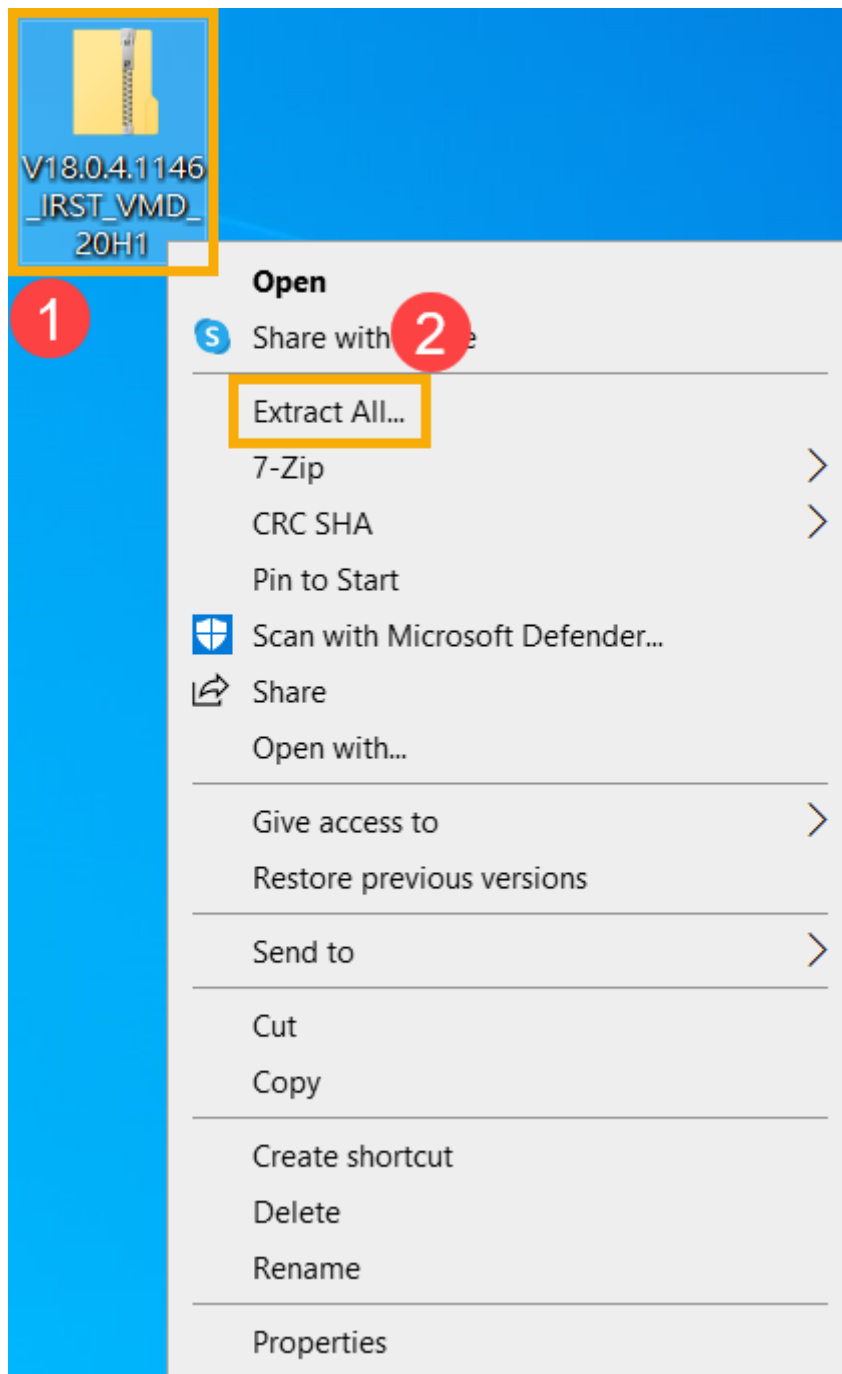 V18.0.4.1146
_IRST_VMD_
20H1
1
Open
Share with
2
Extract All...
7-Zip
CRC SHA
Pin to Start
Scan with Microsoft Defender...
Share
Open with...
Give access to
Restore previous versions
Send to
Cut
Copy
Create shortcut
Delete
Rename
Properties